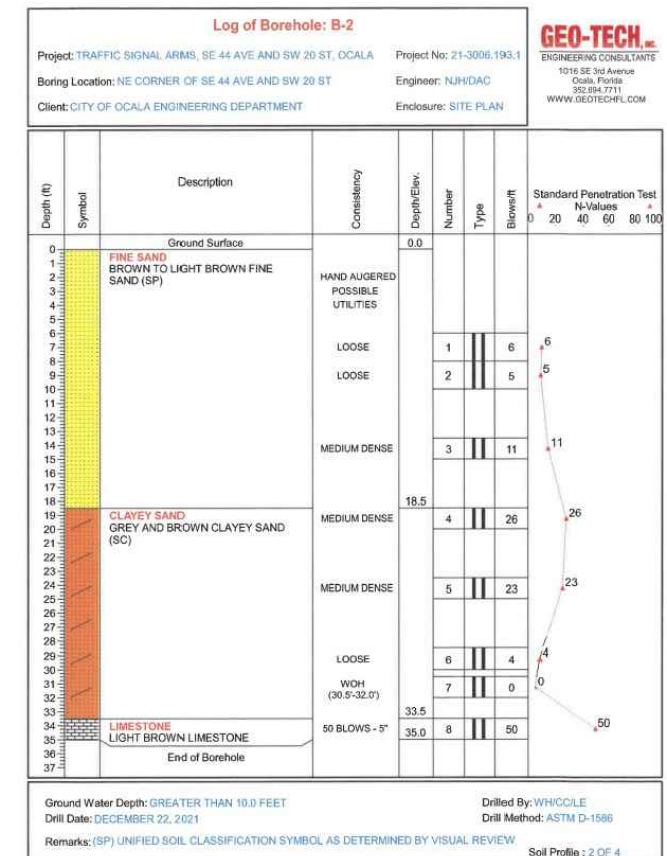 Log of Borehole: B-2
Project: TRAFFIC SIGNAL ARMS, SE 44 AVE AND SW 20 ST, OCALA Project No: 21-3006.193.1
Boring Location: NE CORNER OF SE 44 AVE AND SW 20 ST Engineer: NJH/DAC
Client: CITY OF OCALA ENGINEERING DEPARTMENT Enclosure: SITE PLAN
GEO-TECH, INC.
ENGINEERING CONSULTANTS
1016 SE 3rd Avenue
Ocala, Florida
352.694.7711
WWW.GEOTECHFL.COM
Depth (ft) Symbol Description Consistency Depth/Elev. Number Type Blows/ft Standard Penetration Test
N-Values
0 20 40 60 80 100
Ground Surface 0.0
0
FINE SAND
1 BROWN TO LIGHT BROWN FINE
2 SAND (SP) HAND AUGERED
3 POSSIBLE
4 UTILITIES
5
6
7 LOOSE 1 6 6
8
9 LOOSE 2 5 5
10
11
12
13
14 MEDIUM DENSE 3 11 11
15
16
17
18 18.5
19 CLAYEY SAND MEDIUM DENSE 4 26 26
20 GREY AND BROWN CLAYEY SAND
21 (SC)
22
23
24 MEDIUM DENSE 5 23 23
25
26
27
28
29 LOOSE 6 4 4
30
31 WOH 7 0 0
32 (30.5'-32.0')
33 33.5
34 LIMESTONE 50 BLOWS - 5" 35.0 8 50 50
35 LIGHT BROWN LIMESTONE
36 End of Borehole
37
Ground Water Depth: GREATER THAN 10.0 FEET Drilled By: WH/CC/LE
Drill Date: DECEMBER 22, 2021 Drill Method: ASTM D-1586
Remarks: (SP) UNIFIED SOIL CLASSIFICATION SYMBOL AS DETERMINED BY VISUAL REVIEW
Soil Profile : 2 OF 4